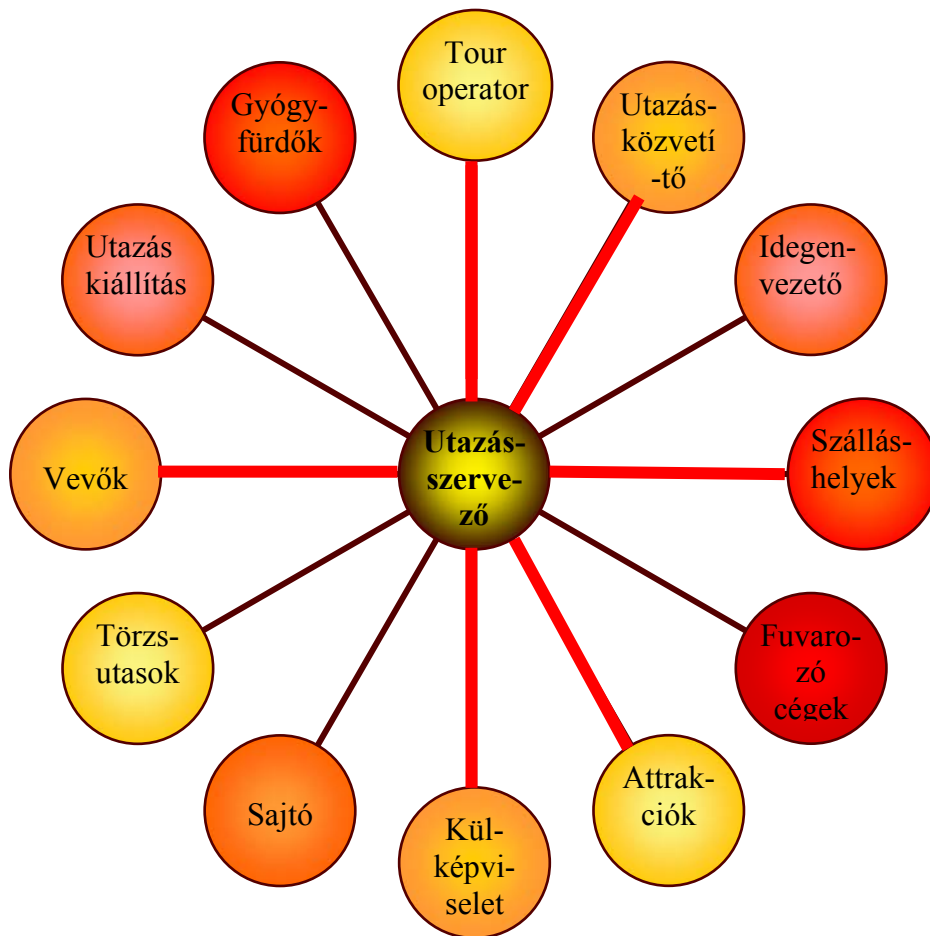 Tour
operator
Utazás-
közvetí
-tő
Idegen-
vezető
Szállás-
helyek
Fuvaro-
zó
cégek
Attrak-
ciók
Kül-
képvi-
selet
Sajtó
Törzs-
utasok
Vevők
Utazás
kiállítás
Gyógy-
fürdők
Utazás-
szerve-
ző